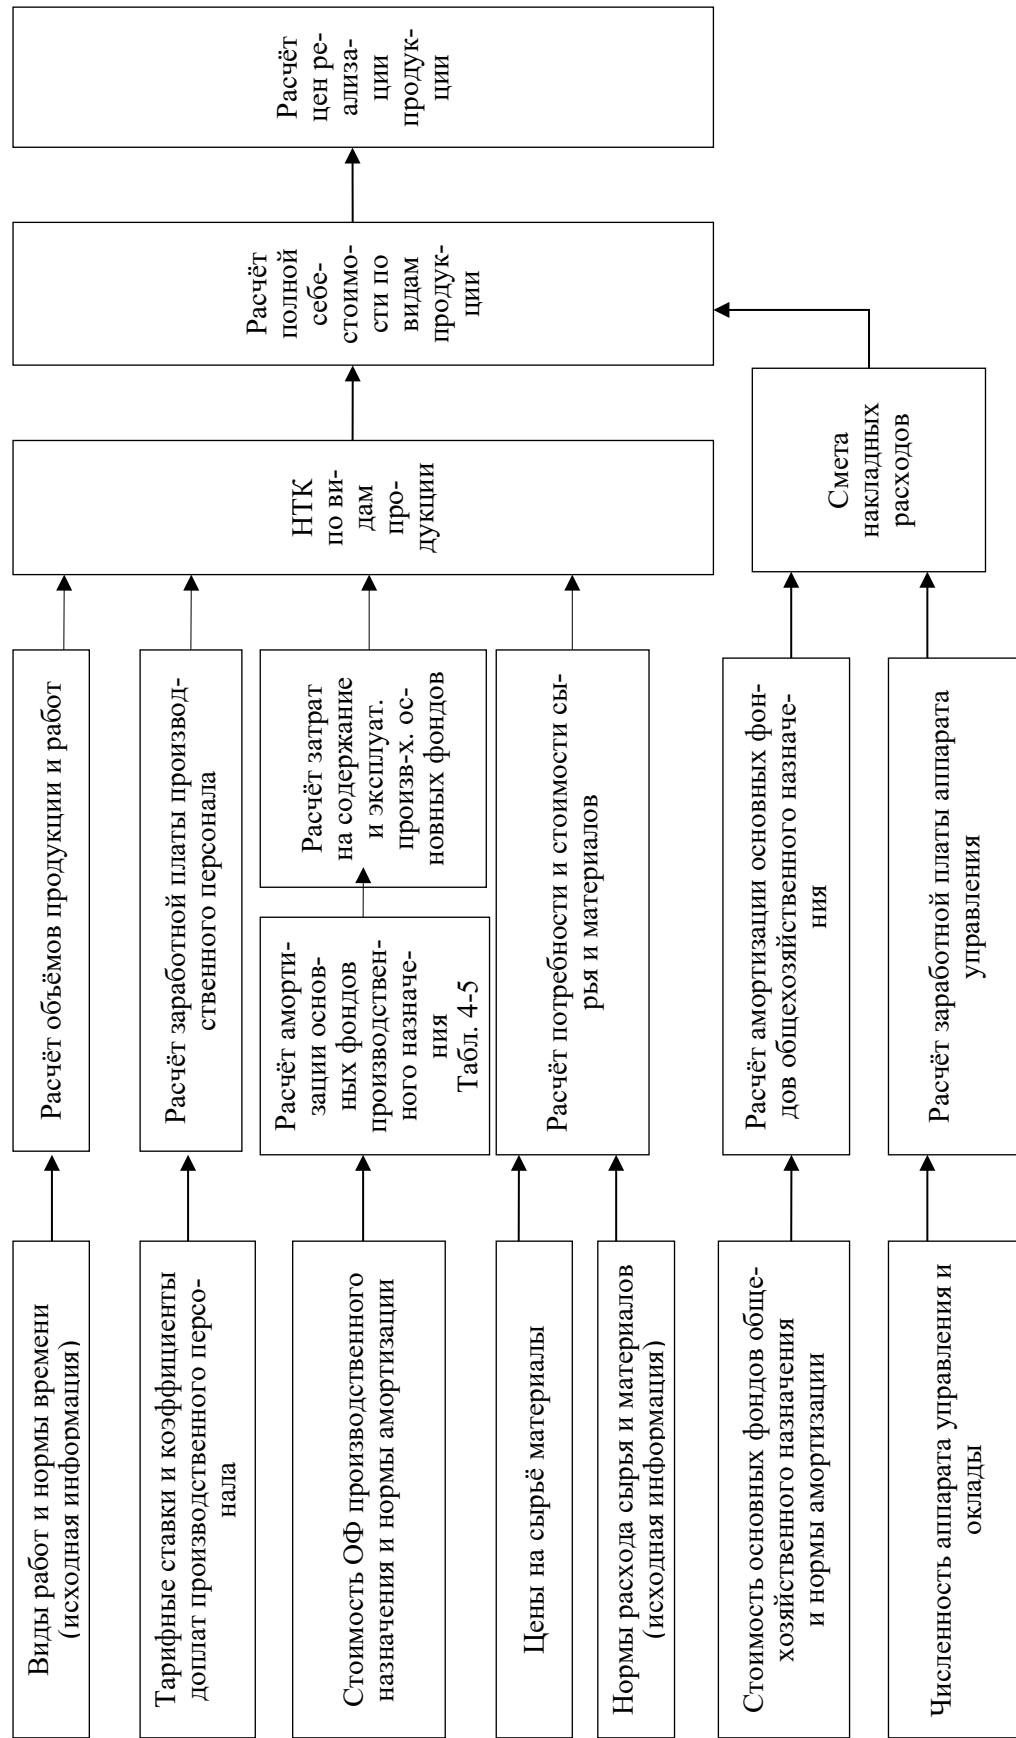 Виды работ и нормы времени
(исходная информация)
Расчёт объёмов продукции и работ
Тарифные ставки и коэффициенты
доплат производственного персо-
нала
Расчёт заработной платы производ-
ственного персонала
Стоимость ОФ производственного
назначения и нормы амортизации
Расчёт аморти-
зации основ-
ных фондов
производствен-
ного назначе-
ния
Табл. 4-5
Расчёт затрат
на содержание
и эксплуат.
произв-х. ос-
новных фондов
Цены на сырьё материалы
Нормы расхода сырья и материалов
(исходная информация)
Расчёт потребности и стоимости сы-
рья и материалов
НТК
по ви-
дам
про-
дукции
Расчёт
полной
себе-
стоимо-
сти по
видам
продук-
ции
Расчёт
цен ре-
ализа-
ции
продук-
ции
Стоимость основных фондов обще-
хозяйственного назначения
и нормы амортизации
Расчёт амортизации основных фон-
дов общехозяйственного назначе-
ния
Численность аппарата управления и
оклады
Расчёт заработной платы аппарата
управления
Смета
накладных
расходов